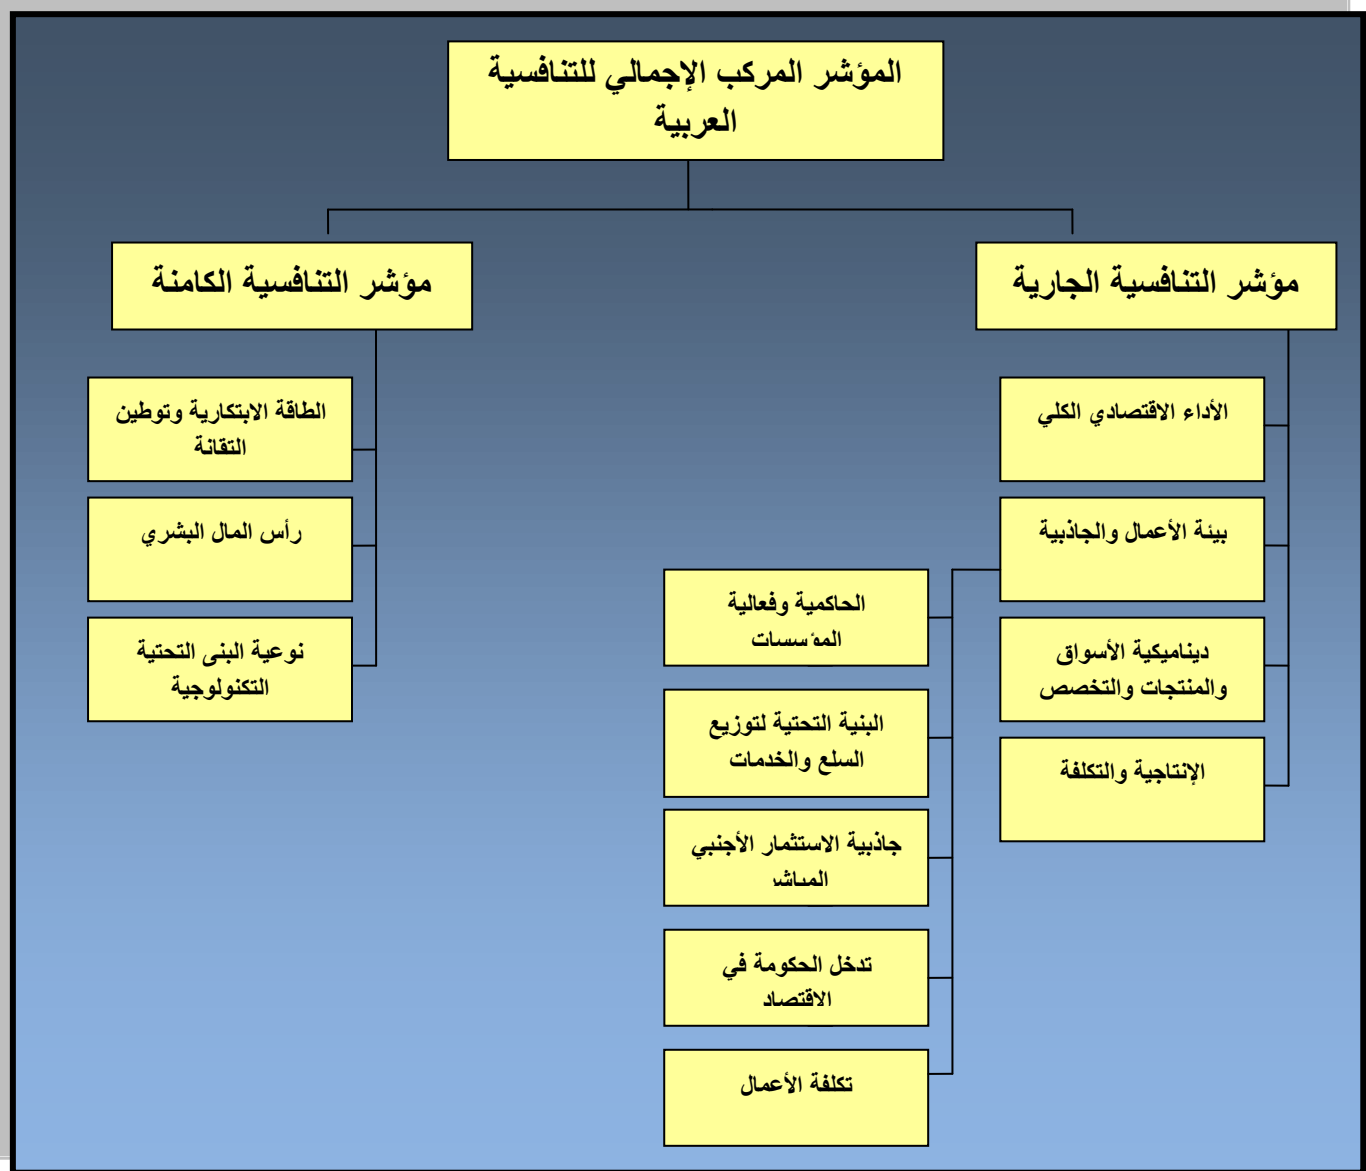 المؤشر المركب الإجمالي للتنافسية
العربية
مؤشر التنافسية الجارية
مؤشر التنافسية الكامنة
الأداء الاقتصادي الكلي
بيئة الأعمال والجاذبية
ديناميكية الأسواق
والمنتجات والتخصص
الإنتاجية والتكلفة
الحاكمية وفعالية
المؤسسات
البنية التحتية لتوزيع
السلع والخدمات
جاذبية الاستثمار الأجنبي
المباشر
تدخل الحكومة في
الاقتصاد
تكلفة الأعمال
الطاقة الابتكارية وتوطين
التقانة
رأس المال البشري
نوعية البنى التحتية
التكنولوجية